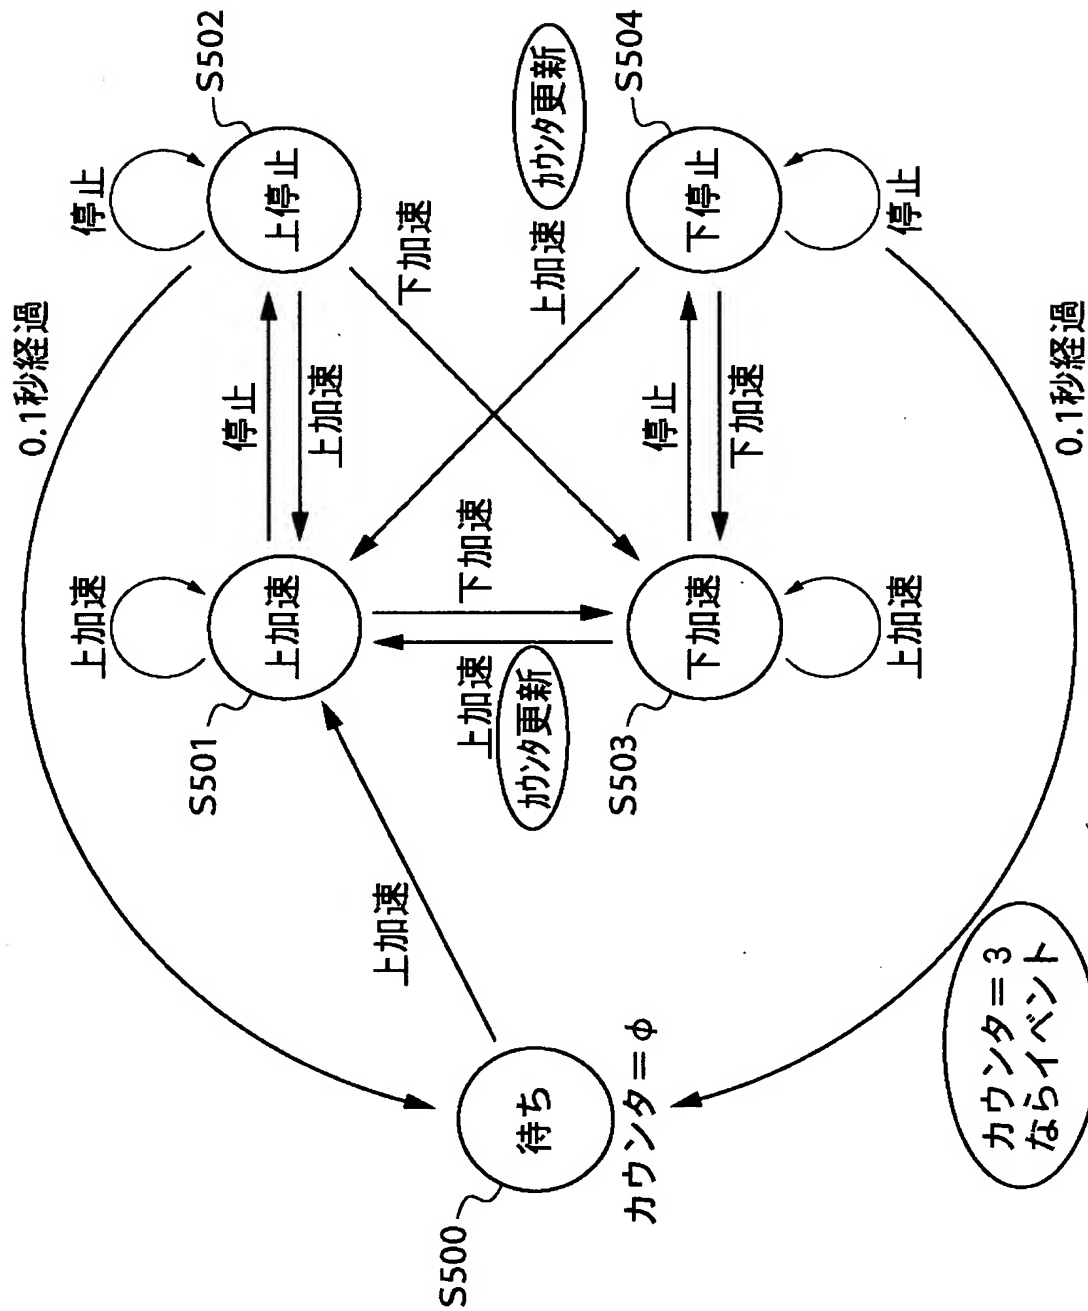 0.1秒経過
停止
上停止
S502
上加速
上加速
S501
停止
上加速
下加速
上加速
カウンタ更新
下加速
上加速
カウンタ更新
上加速
待ち
S500
カウンタ=φ
下加速
S503
上加速
停止
下加速
下停止
S504
停止
0.1秒経過
カウンタ=3
ならイベント